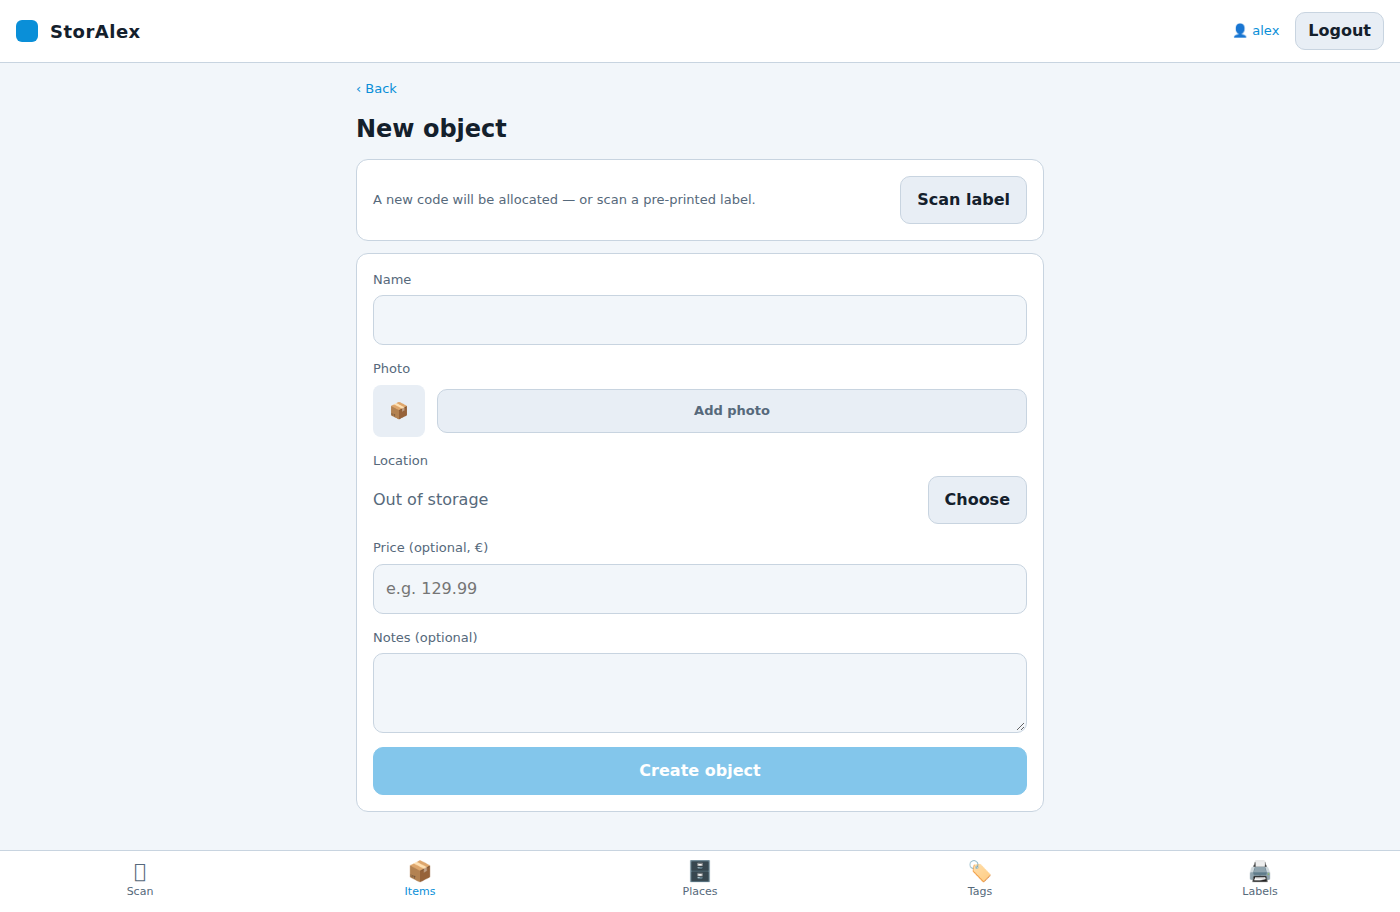 StorAlex
alex
Logout
‹ Back
New object
A new code will be allocated — or scan a pre-printed label.
Scan label
Name
Photo
Add photo
Location
Out of storage
Choose
Price (optional, €)
e.g. 129.99
Notes (optional)
Create object
Scan
Items
Places
Tags
Labels